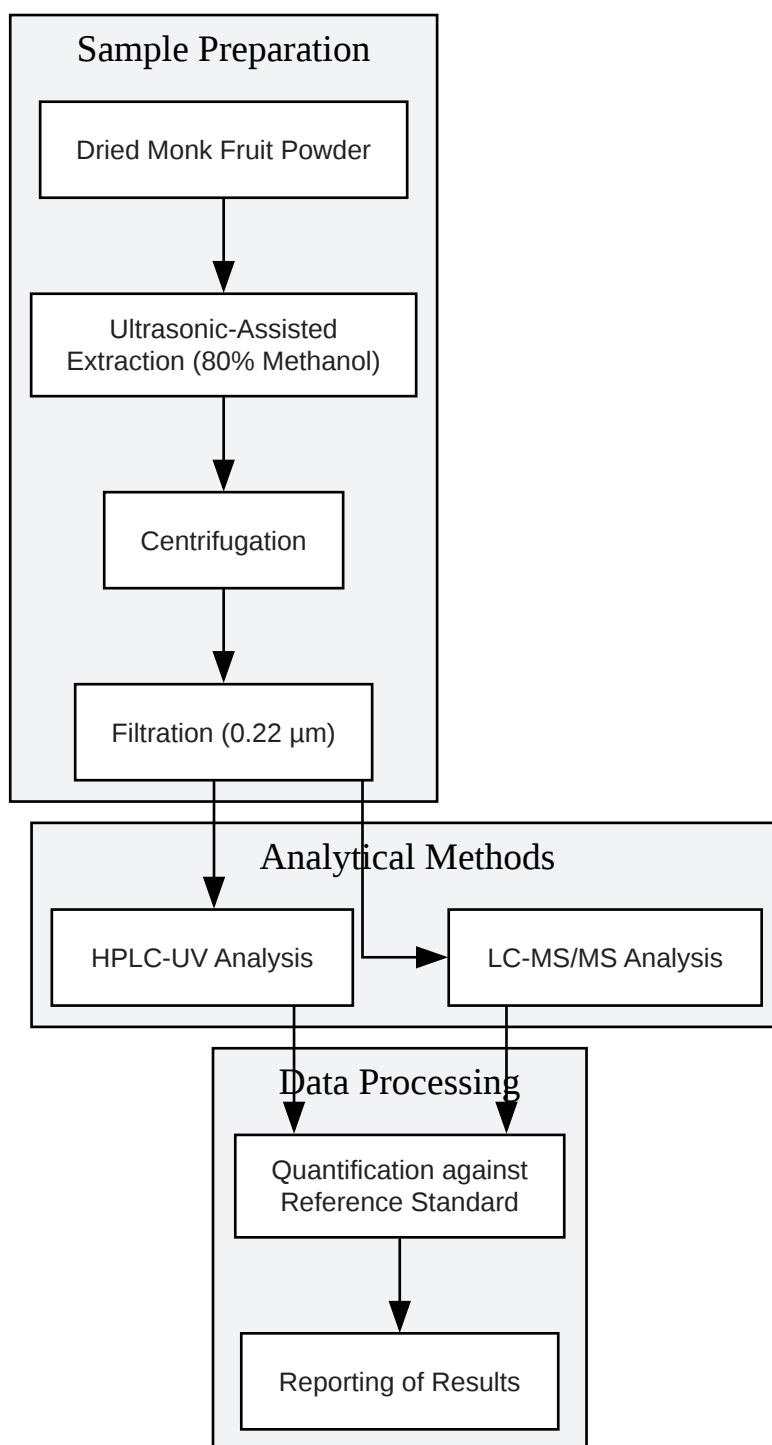 Sample Preparation
Dried Monk Fruit Powder
Ultrasonic-Assisted
Extraction (80% Methanol)
Centrifugation
Filtration (0.22 µm)
Analytical Methods
HPLC-UV Analysis
LC-MS/MS Analysis
Data Processing
Quantification against
Reference Standard
Reporting of Results